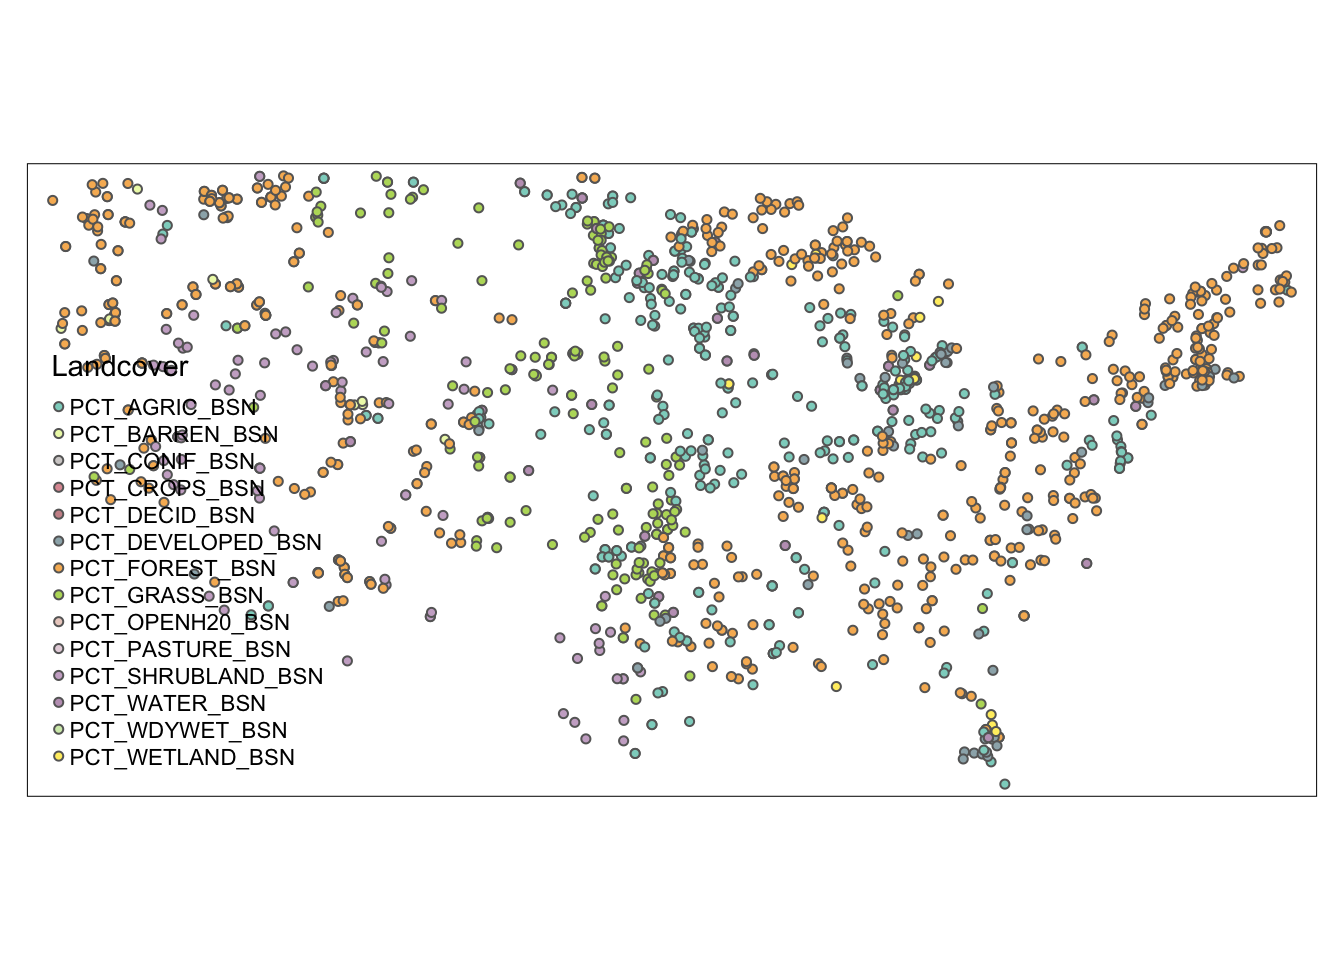 Landcover
PCT_AGRIC_BSN
PCT_BARREN_BSN
PCT_CONIF_BSN
PCT_CROPS_BSN
PCT_DECID_BSN
PCT_DEVELOPED_BSN
PCT_FOREST_BSN
PCT_GRASS_BSN
PCT_OPENH20_BSN
PCT_PASTURE_BSN
PCT_SHRUBLAND_BSN
PCT_WATER_BSN
PCT_WDYWET_BSN
PCT_WETLAND_BSN